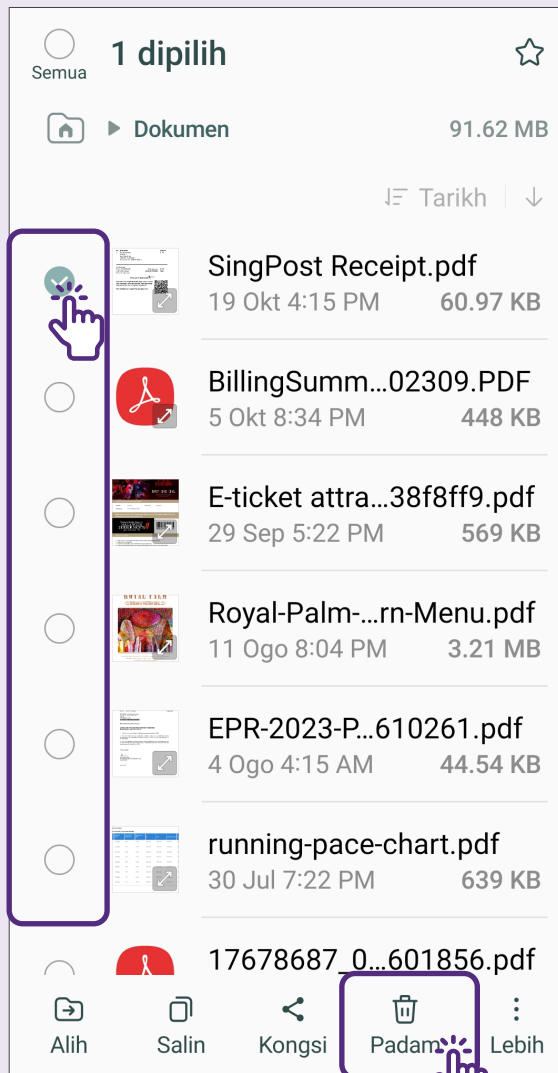 Semua
1 dipilih
Dokumen
91.62 MB
Tarikh
SingPost Receipt.pdf
19 Okt 4:15 PM
60.97 KB
BillingSumm...02309.PDF
5 Okt 8:34 PM
448 KB
E-ticket attra...38f8ff9.pdf
29 Sep 5:22 PM
569 KB
Royal-Palm-...rn-Menu.pdf
11 Ogo 8:04 PM
3.21 MB
EPR-2023-P...610261.pdf
4 Ogo 4:15 AM
44.54 KB
running-pace-chart.pdf
30 Jul 7:22 PM
639 KB
17678687_0...601856.pdf
Alih
Salin
Kongsi
Padam
Lebih